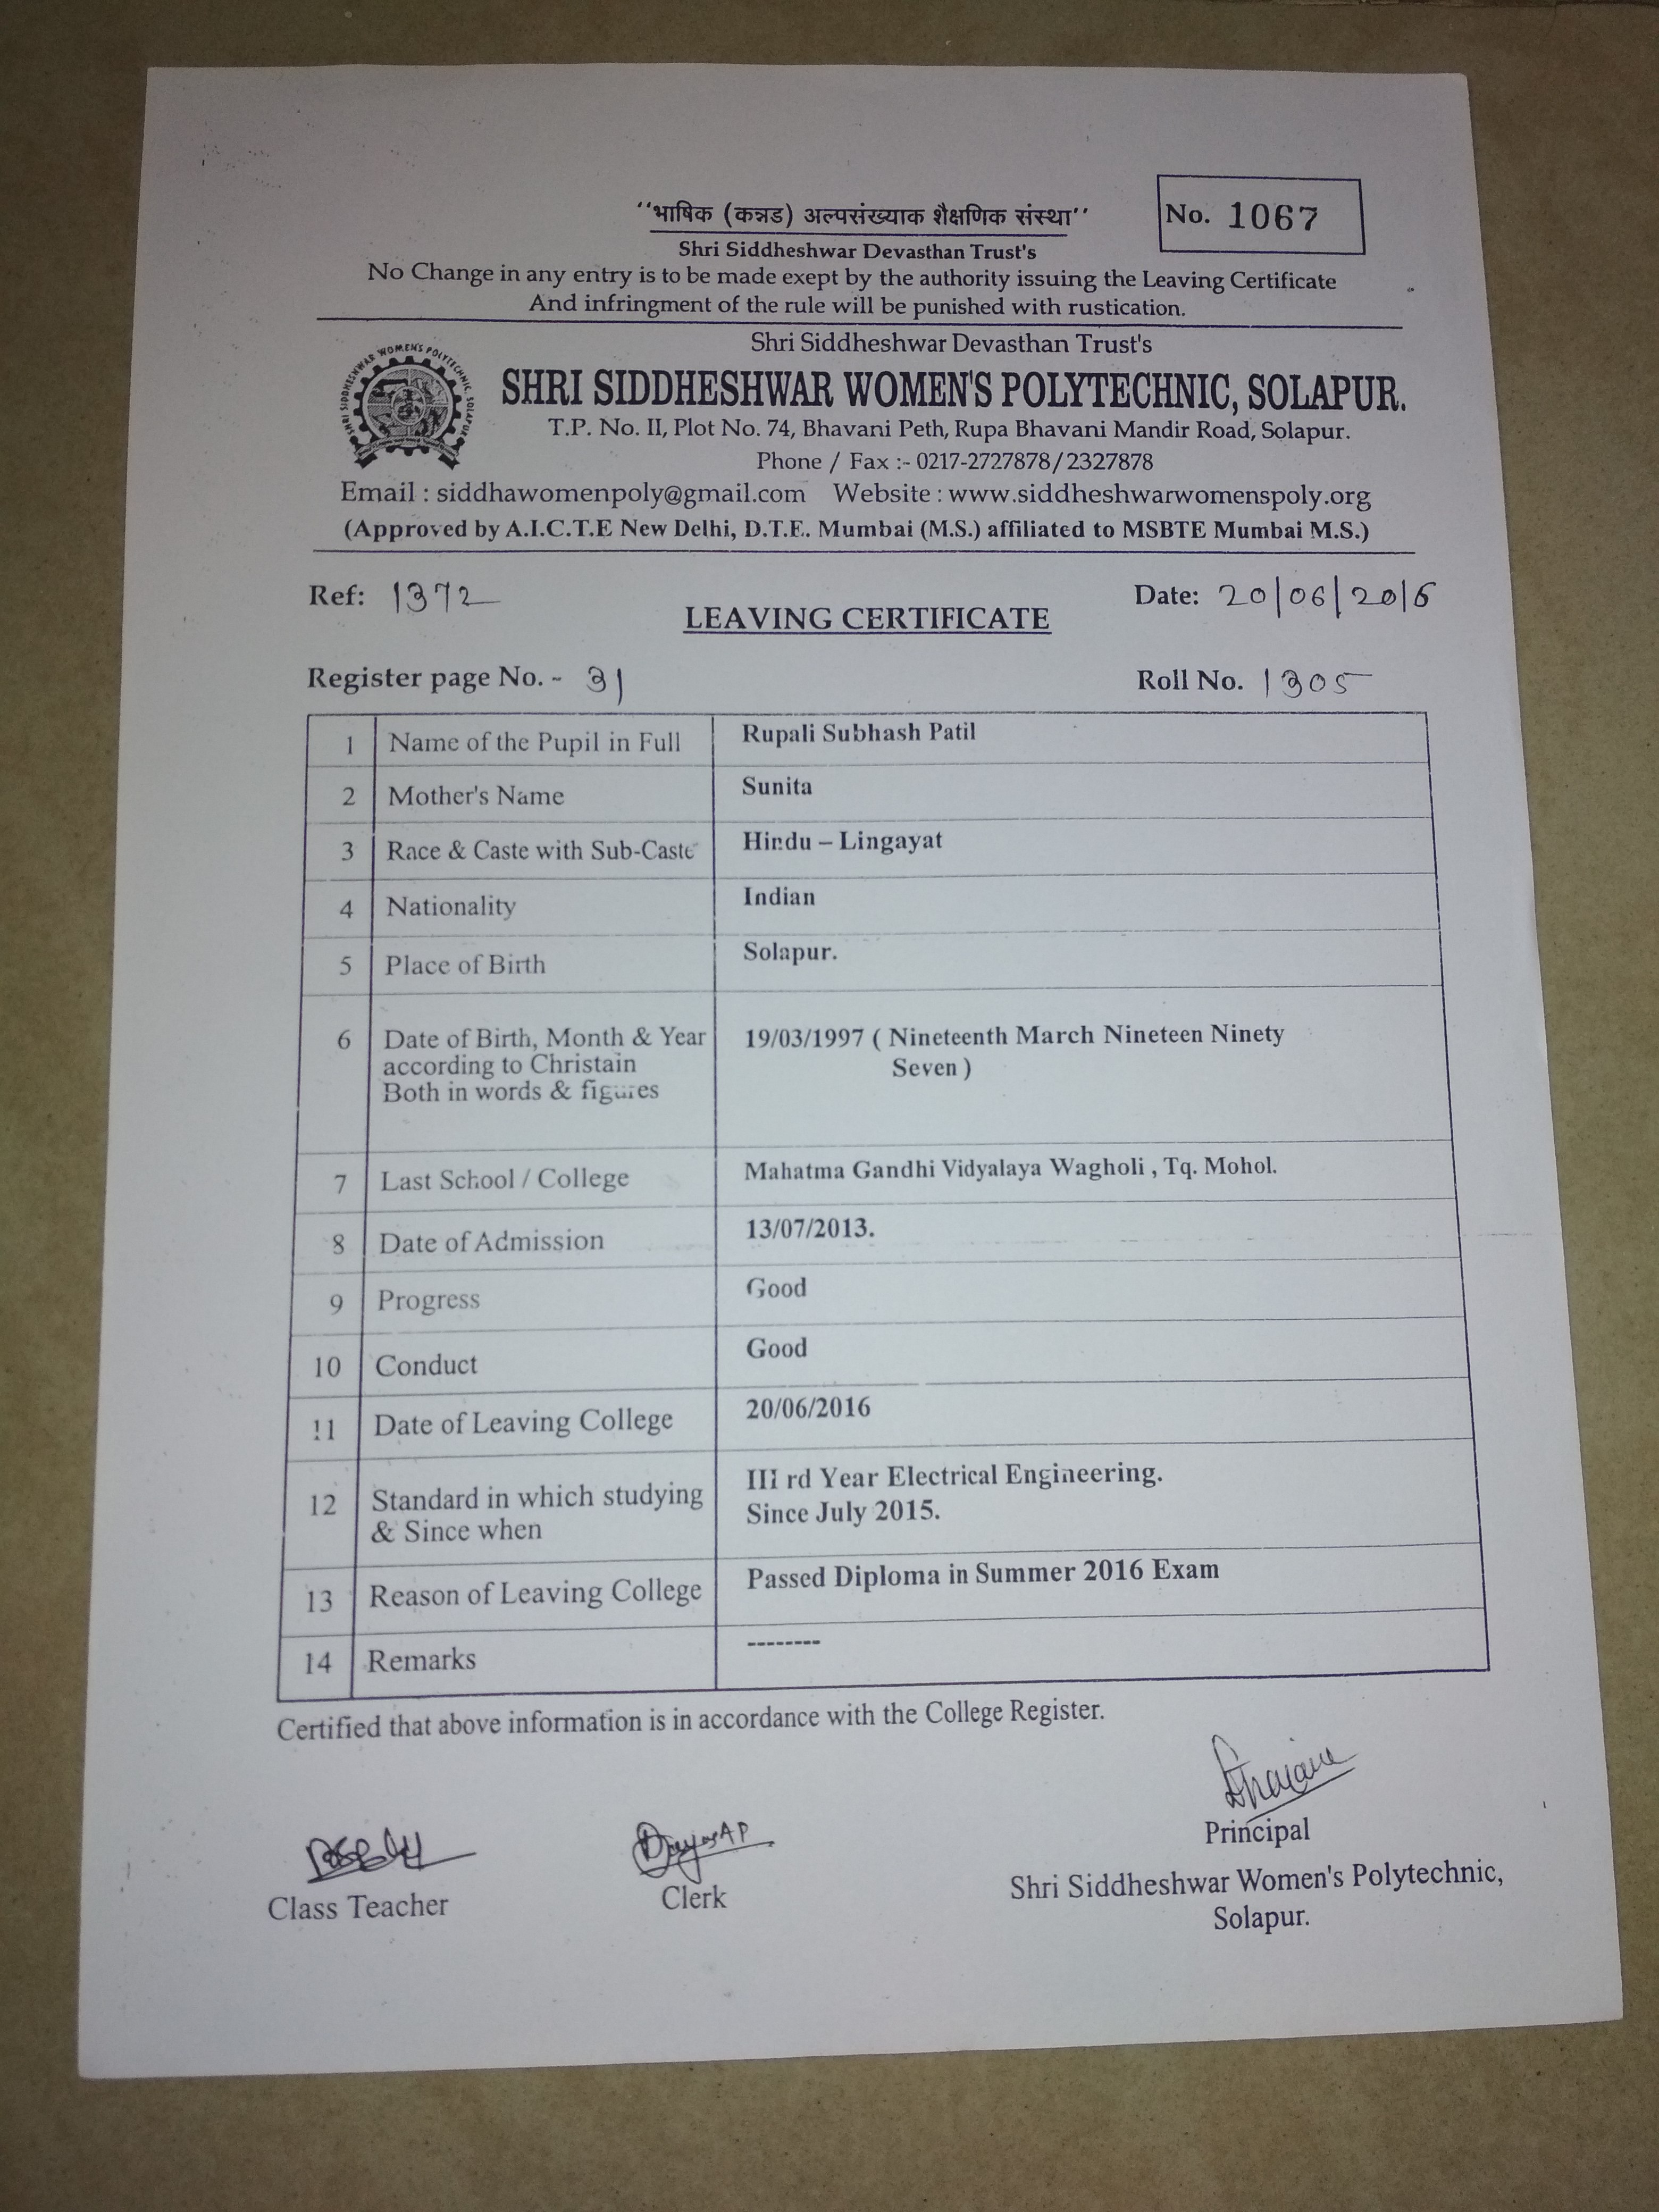 ‘‘भाषिक (कन्नड) अल्पसंख्याक शैक्षणिक संस्था’’
No. 1067
Shri Siddheshwar Devasthan Trust's
No Change in any entry is to be made exept by the authority issuing the Leaving Certificate
And infringment of the rule will be punished with rustication.
Shri Siddheshwar Devasthan Trust's
SHRI SIDDHESHWAR WOMEN'S POLYTECHNIC, SOLAPUR.
SHRI SIDDHESHWAR WOMEN'S POLYTECHNIC, SOLAPUR
T.P. No. II, Plot No. 74, Bhavani Peth, Rupa Bhavani Mandir Road, Solapur.
Phone / Fax :- 0217-2727878/2327878
Email : siddhawomenpoly@gmail.com Website : www.siddheshwarwomenspoly.org
(Approved by A.I.C.T.E New Delhi, D.T.E. Mumbai (M.S.) affiliated to MSBTE Mumbai M.S.)
Ref: 1372 Date: 20/06/2016
LEAVING CERTIFICATE
Register page No. - 31 Roll No. 1305
1 Name of the Pupil in Full Rupali Subhash Patil
2 Mother's Name Sunita
3 Race & Caste with Sub-Caste Hindu – Lingayat
4 Nationality Indian
5 Place of Birth Solapur.
6 Date of Birth, Month & Year 19/03/1997 ( Nineteenth March Nineteen Ninety
according to Christain Seven )
Both in words & figures
7 Last School / College Mahatma Gandhi Vidyalaya Wagholi , Tq. Mohol.
8 Date of Admission 13/07/2013.
9 Progress Good
10 Conduct Good
11 Date of Leaving College 20/06/2016
12 Standard in which studying III rd Year Electrical Engineering.
& Since when Since July 2015.
13 Reason of Leaving College Passed Diploma in Summer 2016 Exam
14 Remarks --------
Certified that above information is in accordance with the College Register.
Class Teacher
Clerk
Principal
Shri Siddheshwar Women's Polytechnic,
Solapur.